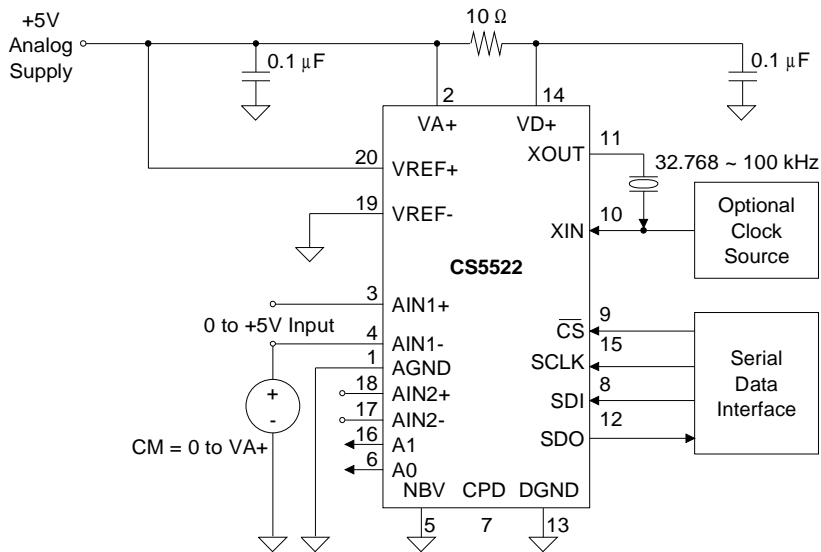 +5V
Analog
Supply
10 Ω
0.1 µF
0.1 µF
2
14
VA+
VD+
11
XOUT
20
VREF+
32.768 ~ 100 kHz
19
VREF-
10
XIN
Optional
Clock
Source
CS5522
3
AIN1+
0 to +5V Input
9
CS
4
AIN1-
15
SCLK
1
AGND
Serial
Data
Interface
18
AIN2+
8
SDI
17
AIN2-
12
SDO
16
A1
6
A0
+
-
CM = 0 to VA+
NBV
CPD
DGND
5
7
13